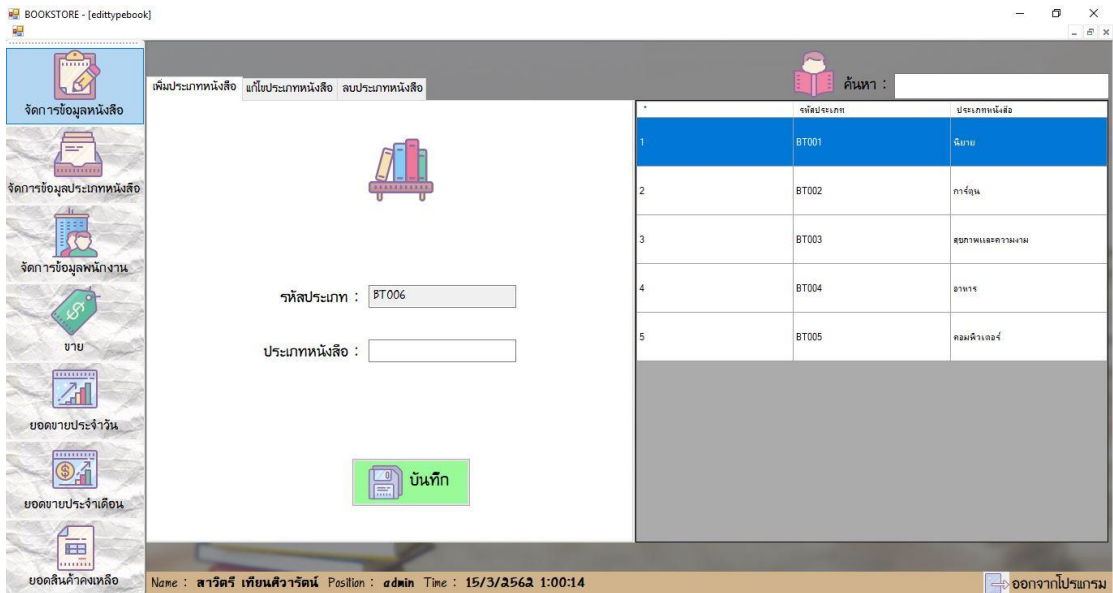 BOOKSTORE - [edittypebook]
จัดการข้อมูลหนังสือ
จัดการข้อมูลประเภทหนังสือ
จัดการข้อมูลพนักงาน
ขาย
ยอดขายประจำวัน
ยอดขายประจำเดือน
ยอดสินค้าคงเหลือ
เพิ่มประเภทหนังสือ แก้ไขประเภทหนังสือ ลบประเภทหนังสือ
ค้นหา :
รหัสประเภท : BT006
ประเภทหนังสือ :
บันทึก
* รหัสประเภท ประเภทหนังสือ
1 BT001 นิยาย
2 BT002 การ์ตูน
3 BT003 สุขภาพและความงาม
4 BT004 อาหาร
5 BT005 คอมพิวเตอร์
Name : สาวิตรี เทียนศิวารัตน์ Position : admin Time : 15/3/2562 1:00:14
ออกจากโปรแกรม